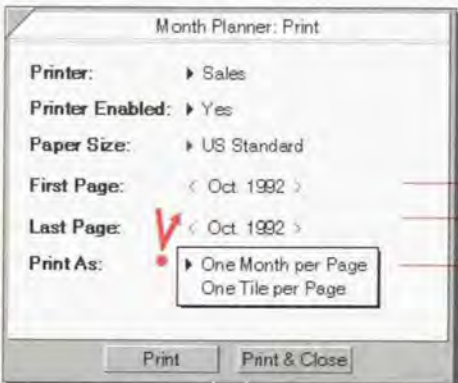 Month Planner: Print
Printer: Sales
Printer Enabled: Yes
Paper Size: US Standard
First Page: < Oct 1992 >
Last Page: < Oct 1992 >
Print As: One Month per Page
One Tile per Page
Print Print & Close